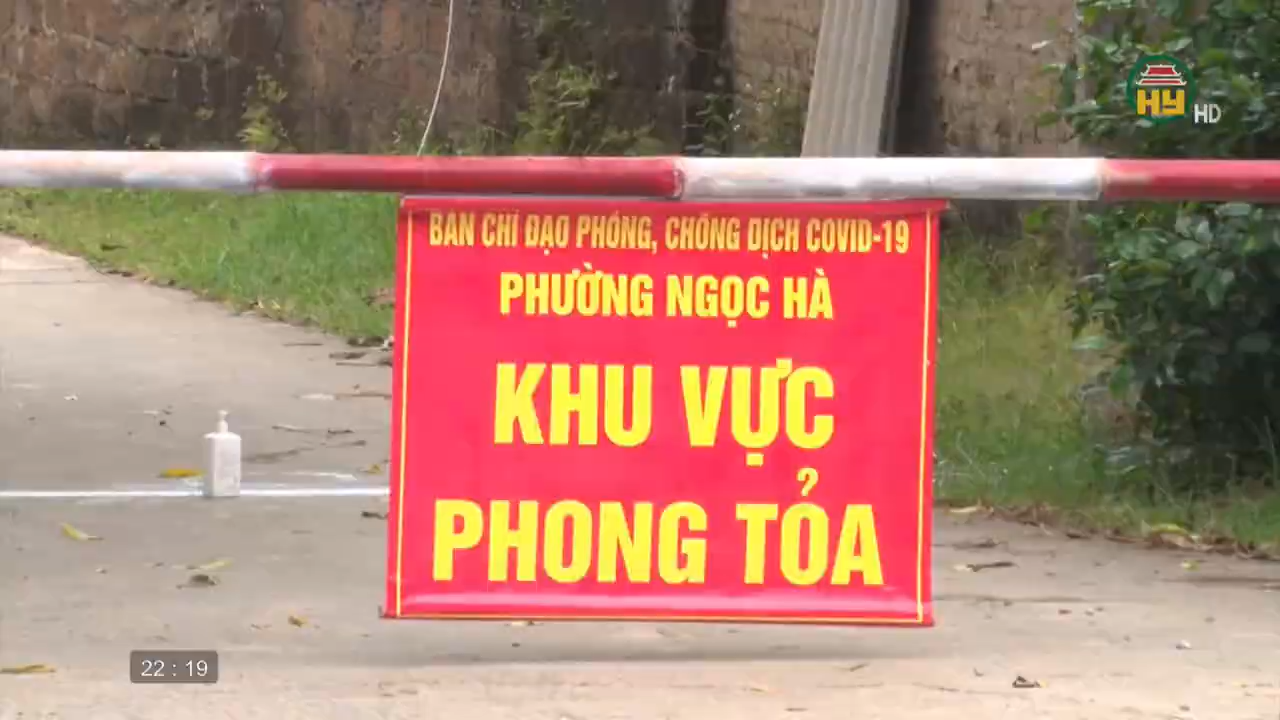 HY HD
BAN CHỈ ĐẠO PHÒNG, CHỐNG DỊCH COVID-19
PHƯỜNG NGỌC HÀ
KHU VỰC
PHONG TỎA
22 : 19